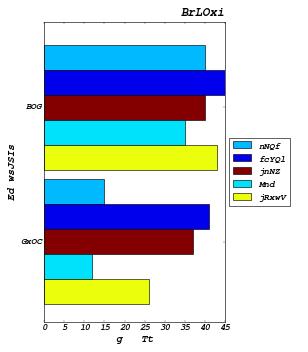 BrLOxi
Ed wsJSIs
BOG
GxOC
0 5 10 15 20 25 30 35 40 45
g Tt
nNQf
fcYQl
jnNZ
Mnd
jRxwV